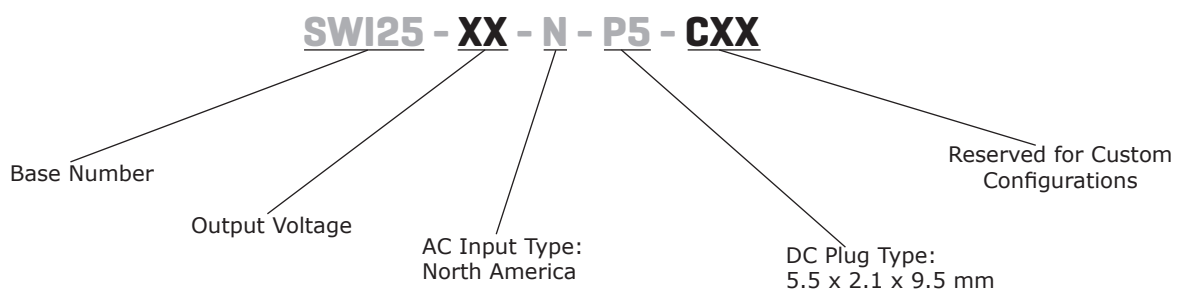 SWI25 - XX - N - P5 - CXX
Base Number
Output Voltage
AC Input Type:
North America
DC Plug Type:
5.5 x 2.1 x 9.5 mm
Reserved for Custom
Configurations